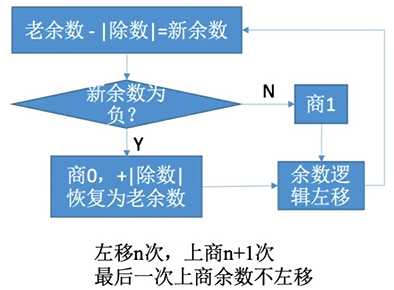 老余数 - |除数|=新余数
新余数为
负？
N
商1
Y
商0，+|除数|
恢复为老余数
余数逻
辑左移
左移n次，上商n+1次
最后一次上商余数不左移